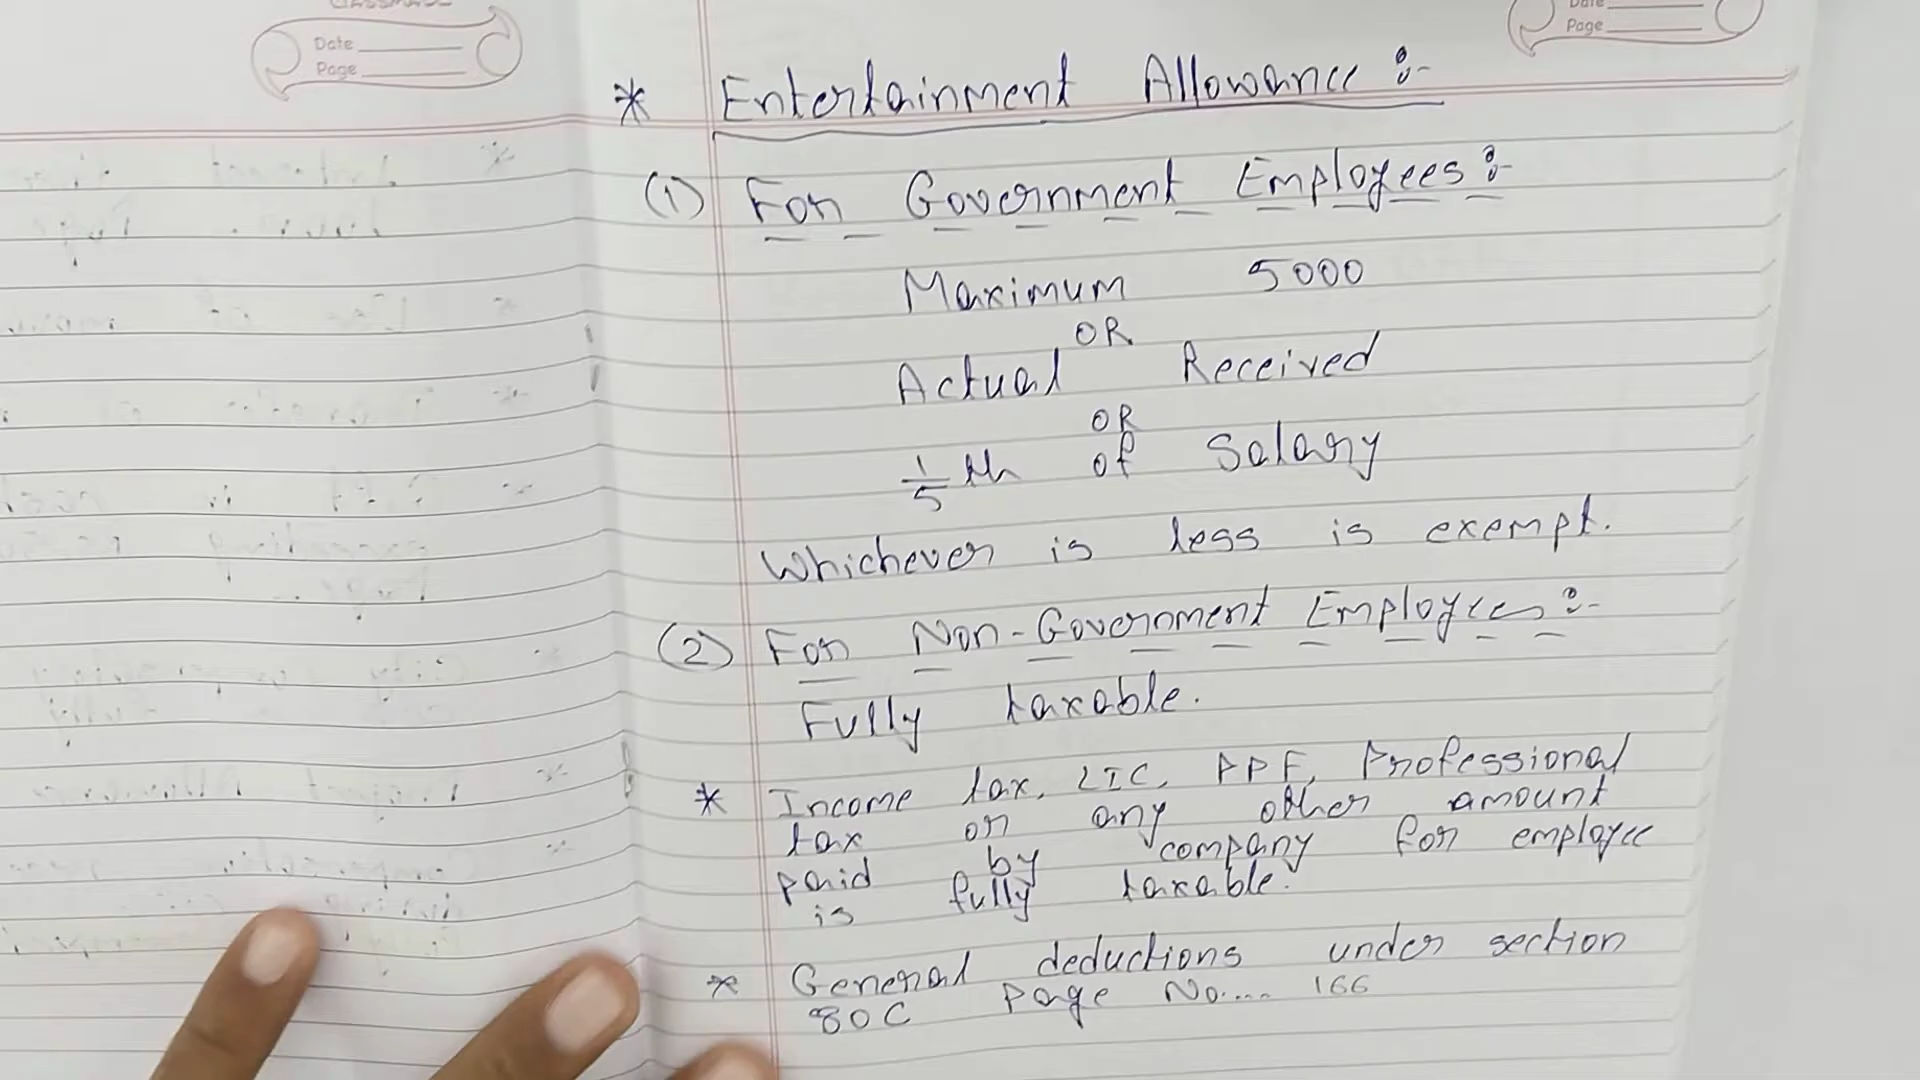 CLASSMATE
Date
Page
Date
Page
* Entertainment Allowance :-
(1) For Government Employees :-
Maximum 5000
OR
Actual Received
OR
1/5 th of Salary
Whichever is less is exempt.
(2) For Non-Government Employees :-
Fully taxable.
* Income tax, LIC, PPF, Professional
tax or any other amount
paid by company for employee
is fully taxable.
* General deductions under section
80C Page No.... 166